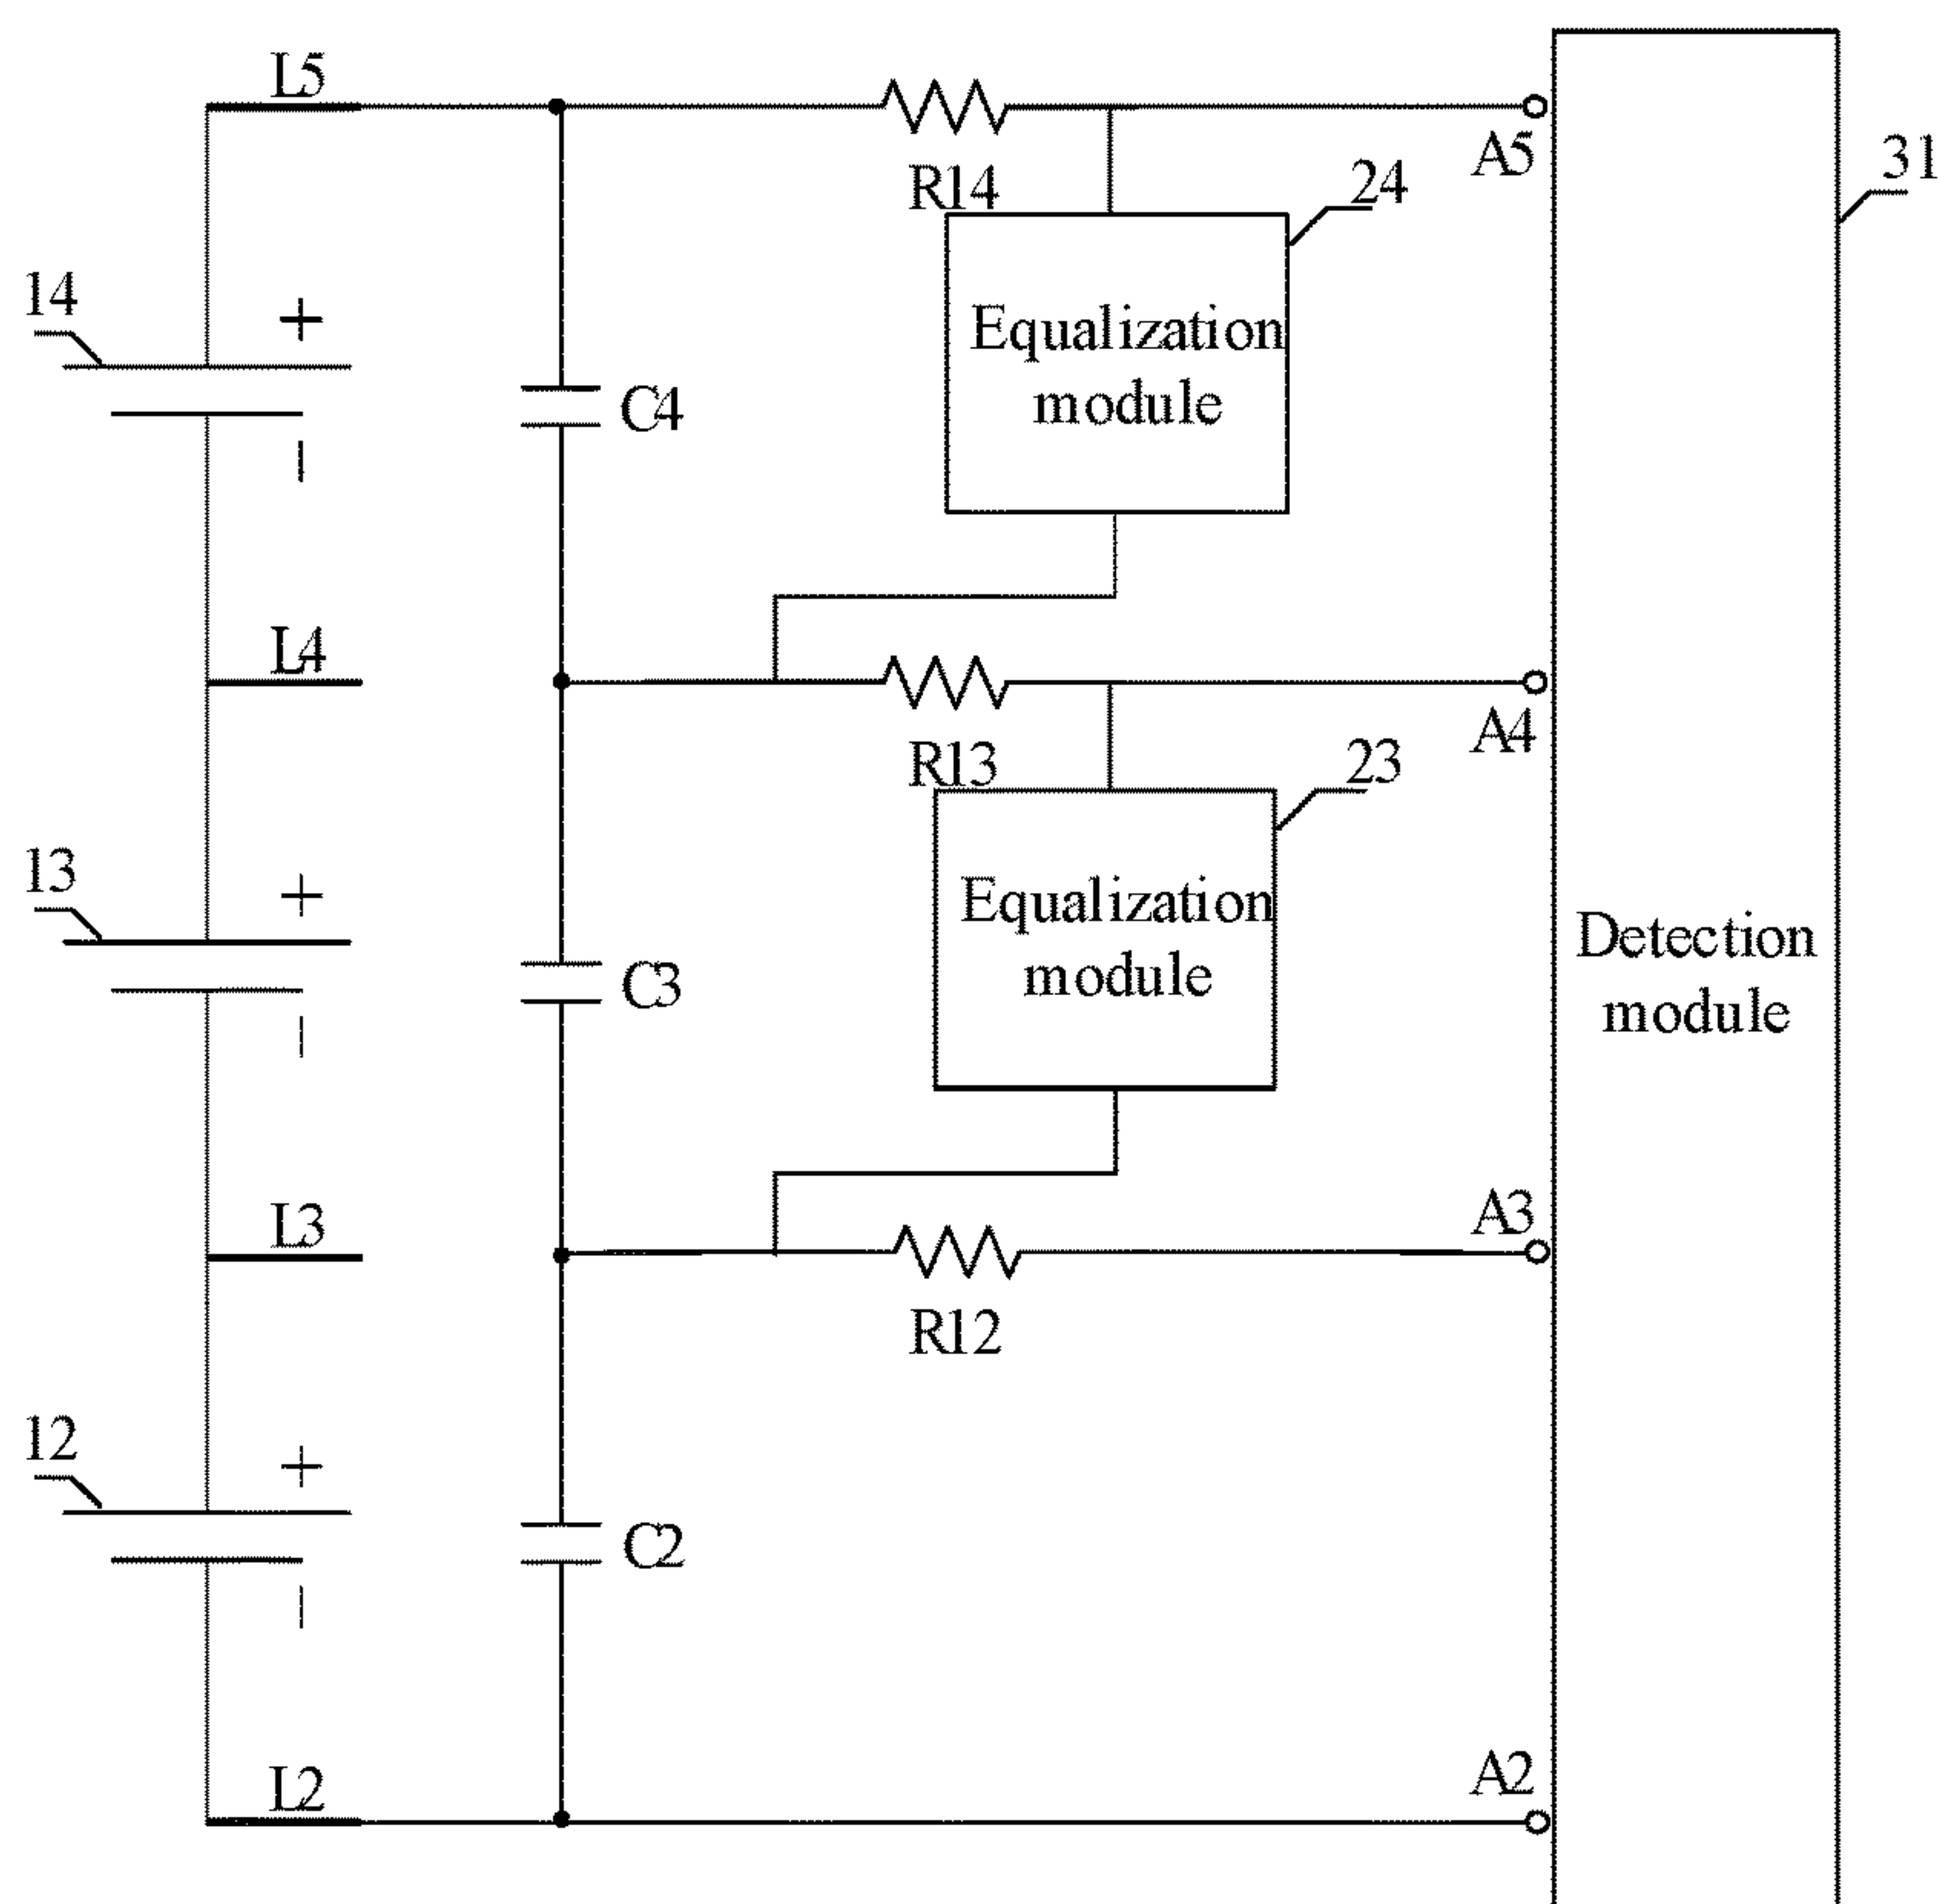 L5
A5
31
R14
24
14
+
Equalization
module
C4
−
L4
A4
R13
23
13
+
Equalization
module
C3
−
Detection
module
L3
A3
R12
12
+
C2
−
L2
A2